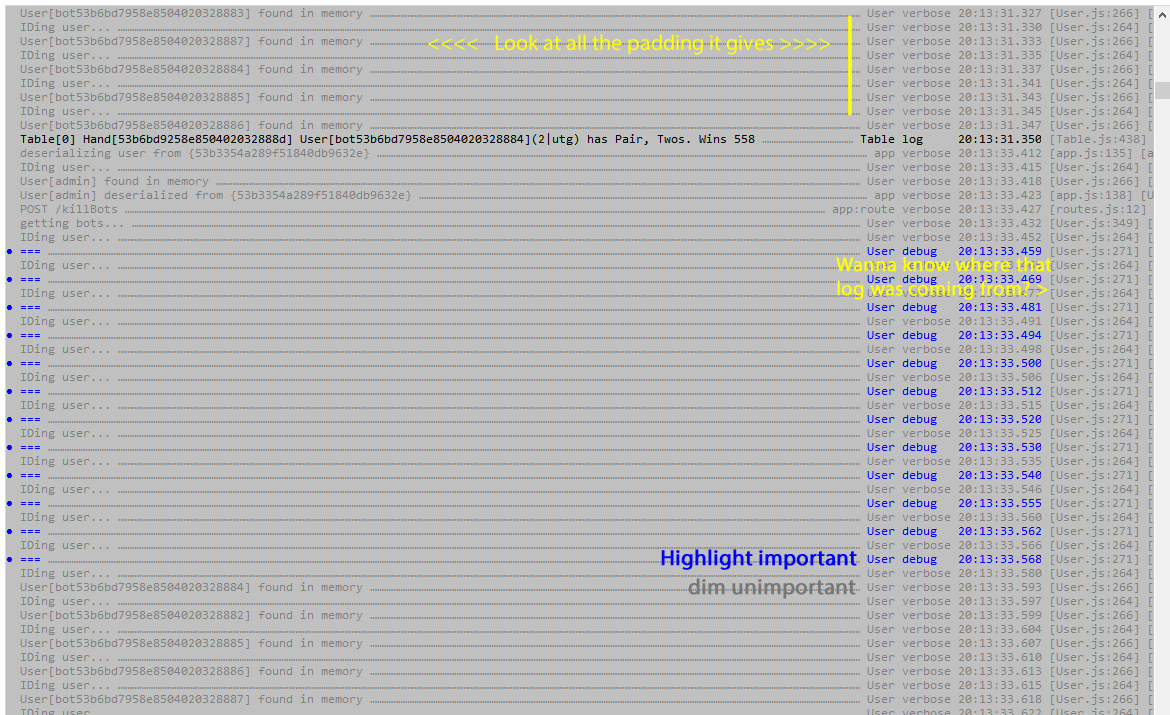 User[bot53b6bd7958e8504020328883] found in memory User verbose 20:13:31.327 [User.js:266] [
IDing user... User verbose 20:13:31.330 [User.js:264] [
User[bot53b6bd7958e8504020328887] found in memory <<<< Look at all the padding it gives >>>> User verbose 20:13:31.333 [User.js:266] [
IDing user... User verbose 20:13:31.335 [User.js:264] [
User[bot53b6bd7958e8504020328884] found in memory User verbose 20:13:31.337 [User.js:266] [
IDing user... User verbose 20:13:31.341 [User.js:264] [
User[bot53b6bd7958e8504020328885] found in memory User verbose 20:13:31.343 [User.js:266] [
IDing user... User verbose 20:13:31.345 [User.js:264] [
User[bot53b6bd7958e8504020328886] found in memory User verbose 20:13:31.347 [User.js:266] [
Table[0] Hand[53b6bd9258e850402032888d] User[bot53b6bd7958e8504020328884](2|utg) has Pair, Twos. Wins 558 Table log 20:13:31.350 [Table.js:438]
deserializing user from {53b3354a289f51840db9632e} app verbose 20:13:33.412 [app.js:135] [a
IDing user... User verbose 20:13:33.415 [User.js:264] [
User[admin] found in memory User verbose 20:13:33.418 [User.js:266] [
User[admin] deserialized from {53b3354a289f51840db9632e} app verbose 20:13:33.423 [app.js:138] [U
POST /killBots app:route verbose 20:13:33.427 [routes.js:12]
getting bots... User verbose 20:13:33.432 [User.js:349] [
IDing user... User verbose 20:13:33.452 [User.js:264] [
• === User debug 20:13:33.459 [User.js:271] [
Wanna know where that
IDing user... [User.js:264] [
• === User debug 20:13:33.469 [User.js:271] [
log was coming from? >
IDing user... [User.js:264] [
• === User debug 20:13:33.481 [User.js:271] [
IDing user... User verbose 20:13:33.491 [User.js:264] [
• === User debug 20:13:33.494 [User.js:271] [
IDing user... User verbose 20:13:33.498 [User.js:264] [
• === User debug 20:13:33.500 [User.js:271] [
IDing user... User verbose 20:13:33.506 [User.js:264] [
• === User debug 20:13:33.512 [User.js:271] [
IDing user... User verbose 20:13:33.515 [User.js:264] [
• === User debug 20:13:33.520 [User.js:271] [
IDing user... User verbose 20:13:33.525 [User.js:264] [
• === User debug 20:13:33.530 [User.js:271] [
IDing user... User verbose 20:13:33.535 [User.js:264] [
• === User debug 20:13:33.540 [User.js:271] [
IDing user... User verbose 20:13:33.546 [User.js:264] [
• === User debug 20:13:33.555 [User.js:271] [
IDing user... User verbose 20:13:33.560 [User.js:264] [
• === User debug 20:13:33.562 [User.js:271] [
IDing user... User verbose 20:13:33.566 [User.js:264] [
• === Highlight important User debug 20:13:33.568 [User.js:271] [
IDing user... User verbose 20:13:33.580 [User.js:264] [
User[bot53b6bd7958e8504020328884] found in memory dim unimportant User verbose 20:13:33.593 [User.js:266] [
IDing user... User verbose 20:13:33.597 [User.js:264] [
User[bot53b6bd7958e8504020328882] found in memory User verbose 20:13:33.599 [User.js:266] [
IDing user... User verbose 20:13:33.604 [User.js:264] [
User[bot53b6bd7958e8504020328885] found in memory User verbose 20:13:33.607 [User.js:266] [
IDing user... User verbose 20:13:33.610 [User.js:264] [
User[bot53b6bd7958e8504020328886] found in memory User verbose 20:13:33.613 [User.js:266] [
IDing user... User verbose 20:13:33.615 [User.js:264] [
User[bot53b6bd7958e8504020328887] found in memory User verbose 20:13:33.618 [User.js:266] [
IDing user User verbose 20:13:33.622 [User.js:264] [